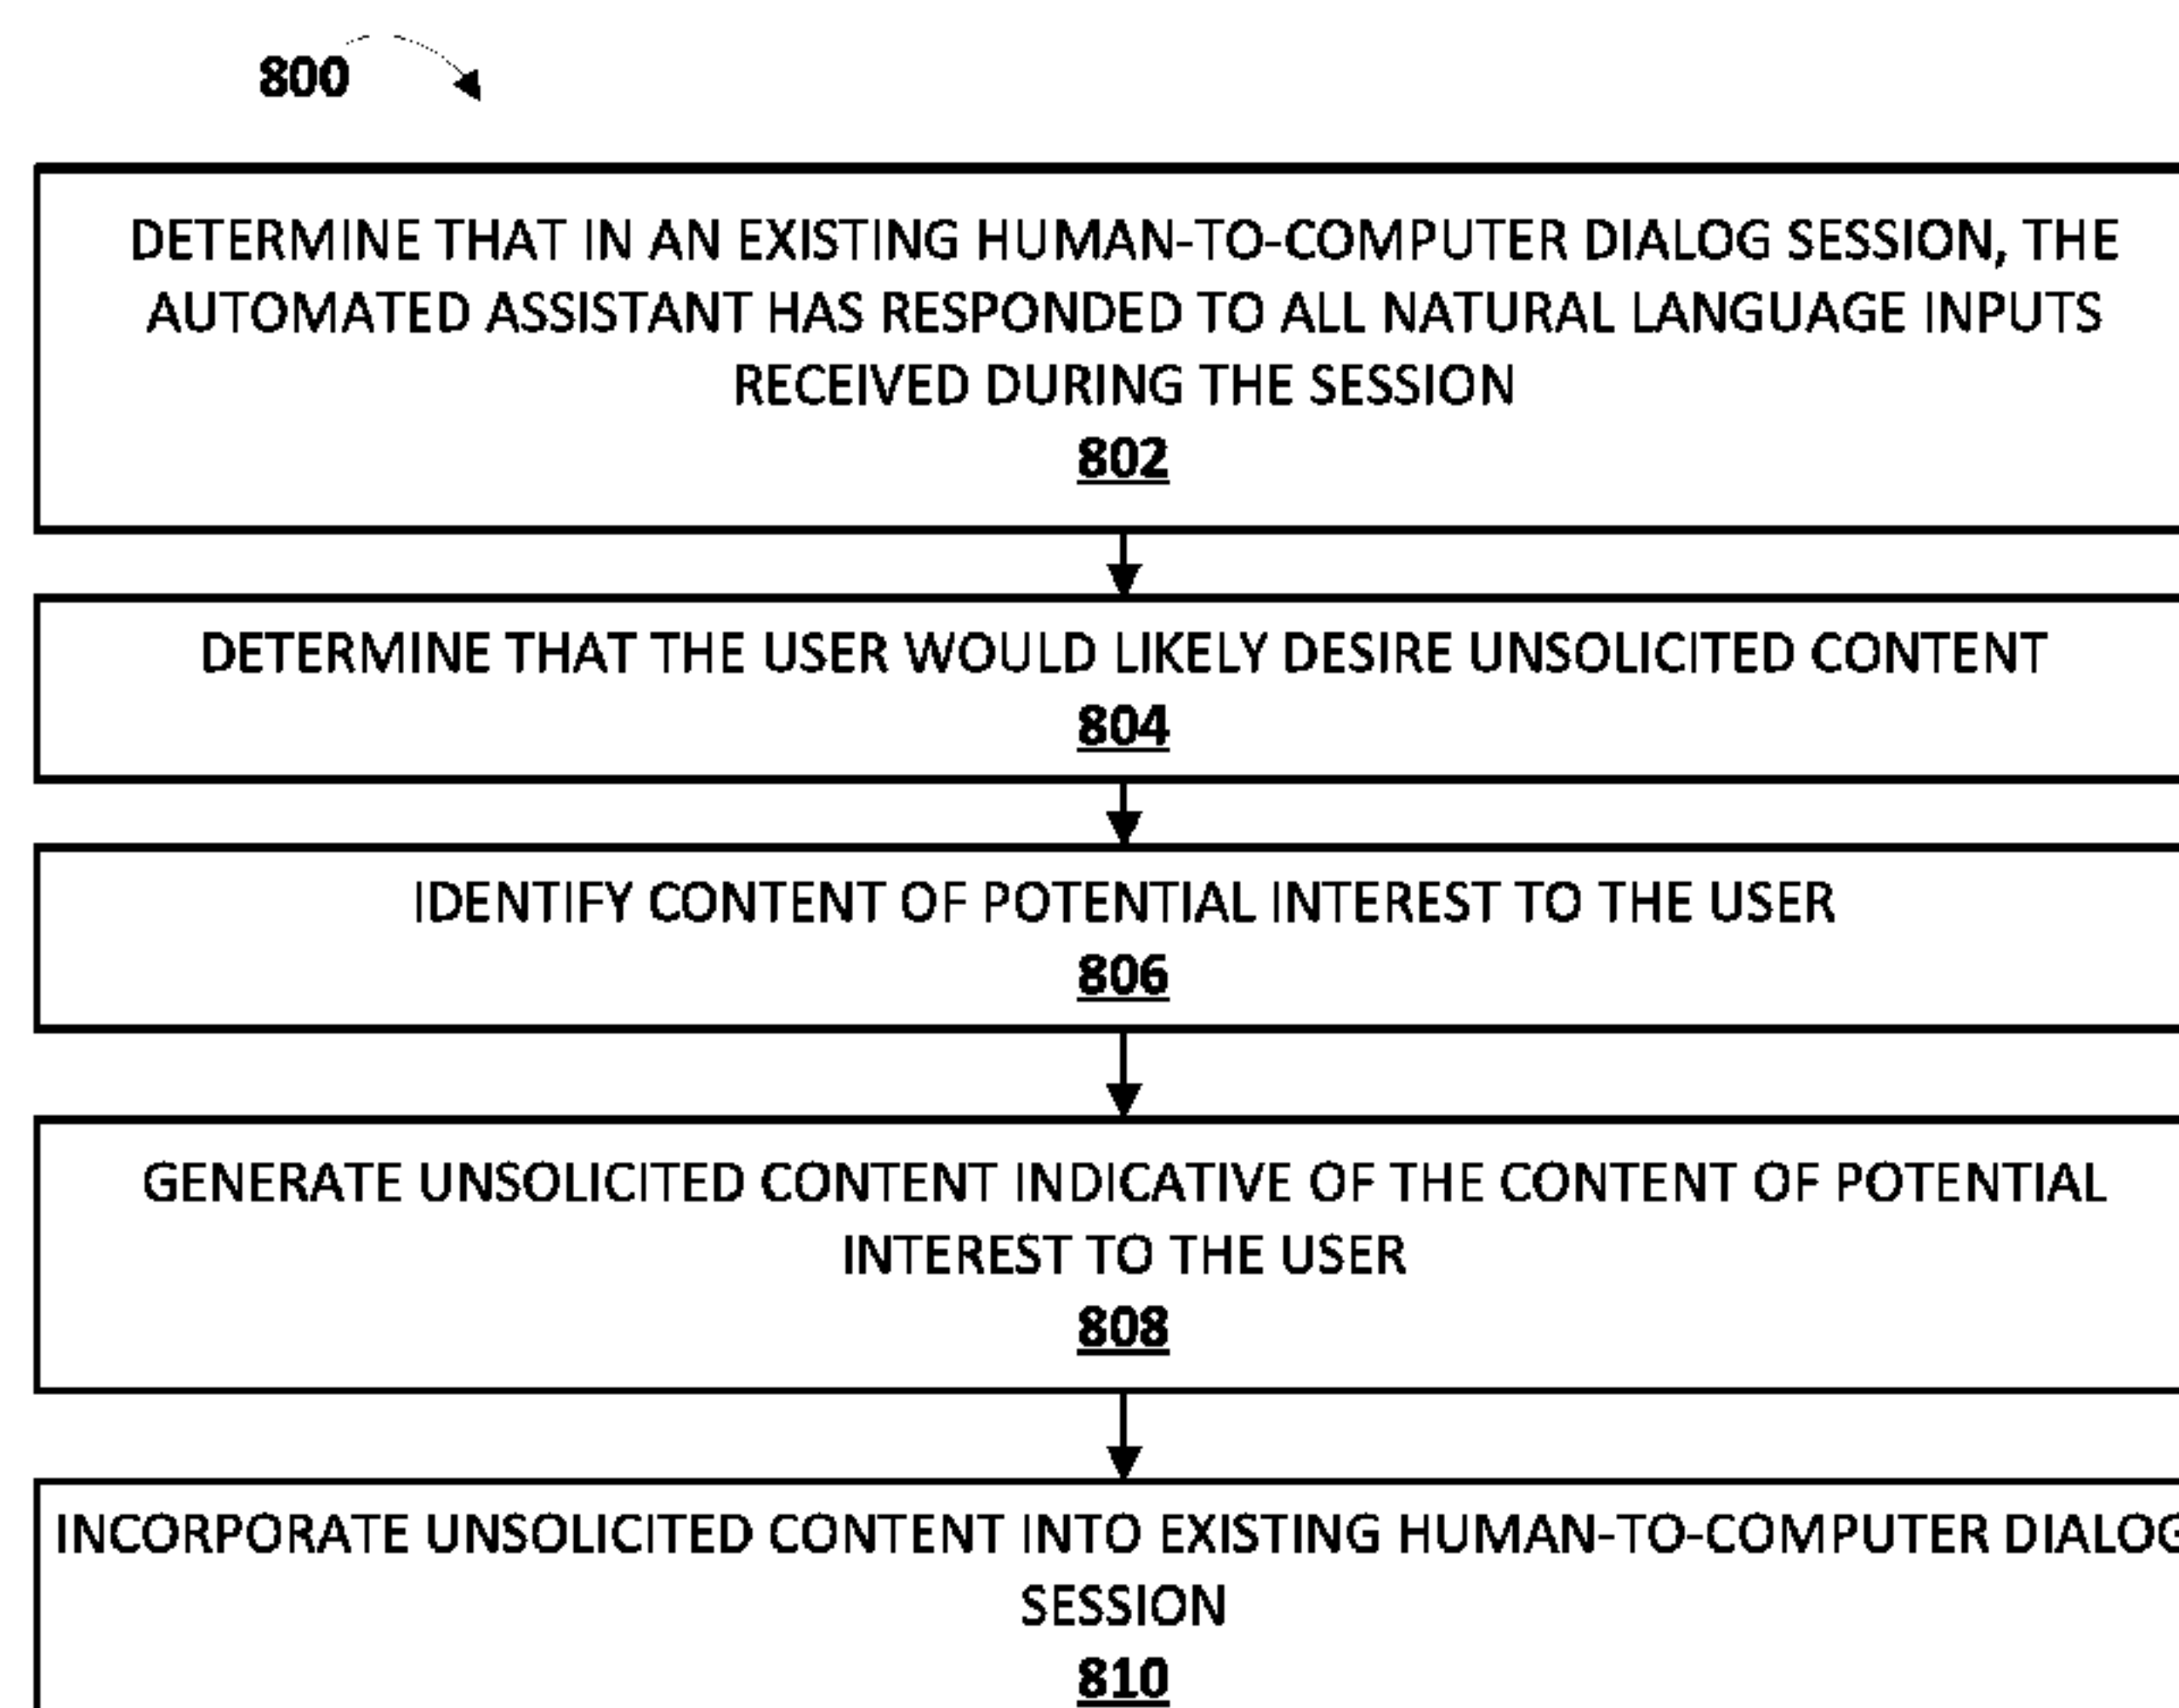 800
DETERMINE THAT IN AN EXISTING HUMAN-TO-COMPUTER DIALOG SESSION, THE
AUTOMATED ASSISTANT HAS RESPONDED TO ALL NATURAL LANGUAGE INPUTS
RECEIVED DURING THE SESSION
802
DETERMINE THAT THE USER WOULD LIKELY DESIRE UNSOLICITED CONTENT
804
IDENTIFY CONTENT OF POTENTIAL INTEREST TO THE USER
806
GENERATE UNSOLICITED CONTENT INDICATIVE OF THE CONTENT OF POTENTIAL
INTEREST TO THE USER
808
INCORPORATE UNSOLICITED CONTENT INTO EXISTING HUMAN-TO-COMPUTER DIALOG
SESSION
810